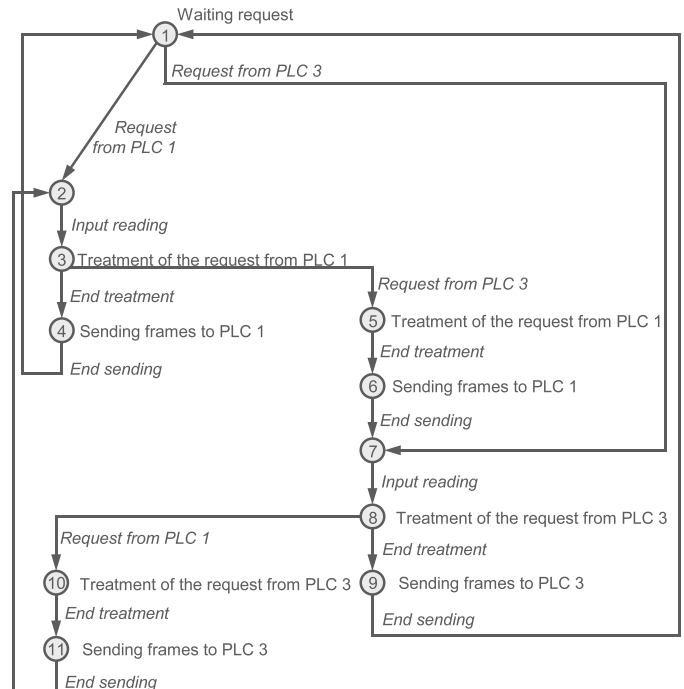 Waiting request
1
Request from PLC 3
Request
from PLC 1
2
Input reading
3 Treatment of the request from PLC 1
Request from PLC 3
End treatment
5 Treatment of the request from PLC 1
4 Sending frames to PLC 1
End treatment
End sending
6 Sending frames to PLC 1
End sending
7
Input reading
8 Treatment of the request from PLC 3
Request from PLC 1
End treatment
10 Treatment of the request from PLC 3
9 Sending frames to PLC 3
End treatment
End sending
11 Sending frames to PLC 3
End sending